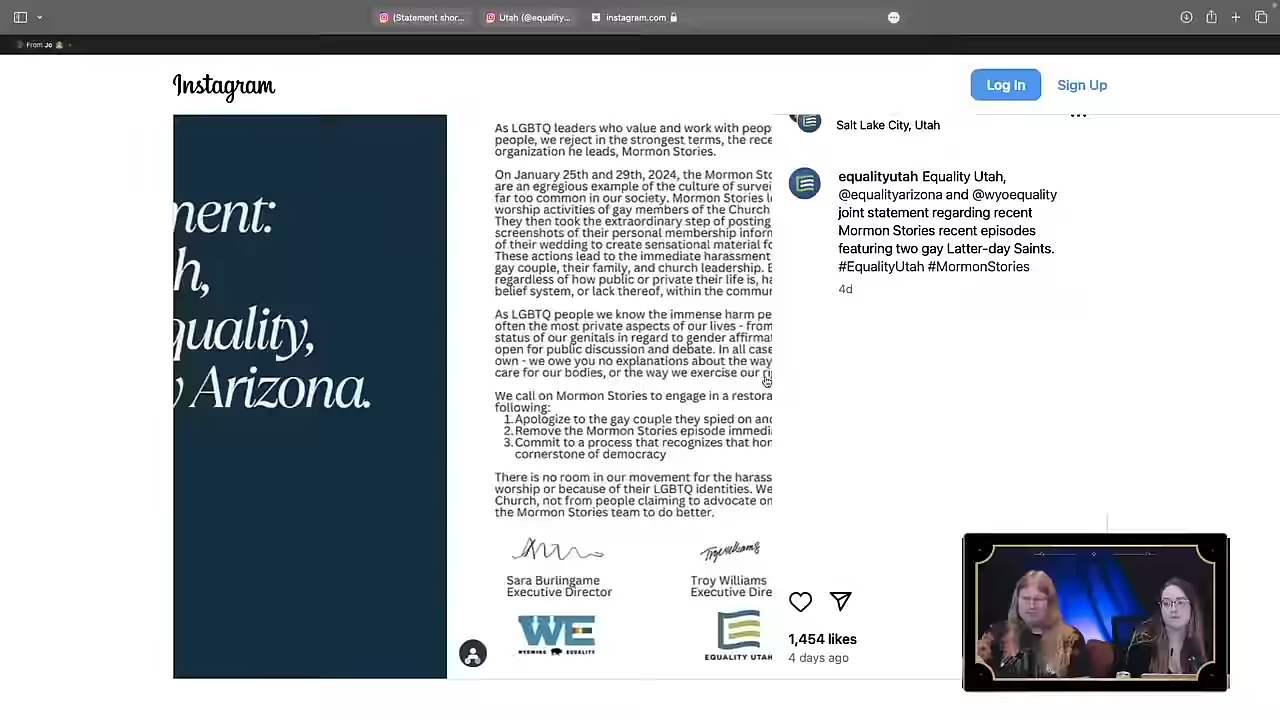 (Statement shor...
Utah (@equality...
instagram.com
From Jo
Instagram
Log In
Sign Up
nent:
h,
quality,
y Arizona.
As LGBTQ leaders who value and work with peop
people, we reject in the strongest terms, the rece
organization he leads, Mormon Stories.
On January 25th and 29th, 2024, the Mormon Sto
are an egregious example of the culture of survei
far too common in our society. Mormon Stories l
worship activities of gay members of the Church
They then took the extraordinary step of posting
screenshots of their personal membership inform
of their wedding to create sensational material fo
These actions lead to the immediate harassment
gay couple, their family, and church leadership. E
regardless of how public or private their life is, ha
belief system, or lack thereof, within the commun
As LGBTQ people we know the immense harm pe
often the most private aspects of our lives - from
status of our genitals in regard to gender affirmat
open for public discussion and debate. In all case
own - we owe you no explanations about the way
care for our bodies, or the way we exercise our ri
We call on Mormon Stories to engage in a restora
following:
1. Apologize to the gay couple they spied on and
2. Remove the Mormon Stories episode immedi
3. Commit to a process that recognizes that hon
cornerstone of democracy
There is no room in our movement for the harass
worship or because of their LGBTQ identities. We
Church, not from people claiming to advocate on
the Mormon Stories team to do better.
Troy Williams
Sara Burlingame
Executive Director
Troy Williams
Executive Dire
WE
WYOMING EQUALITY
EQUALITY UTAH
Salt Lake City, Utah
equalityutah Equality Utah,
@equalityarizona and @wyoequality
joint statement regarding recent
Mormon Stories recent episodes
featuring two gay Latter-day Saints.
#EqualityUtah #MormonStories
4d
1,454 likes
4 days ago